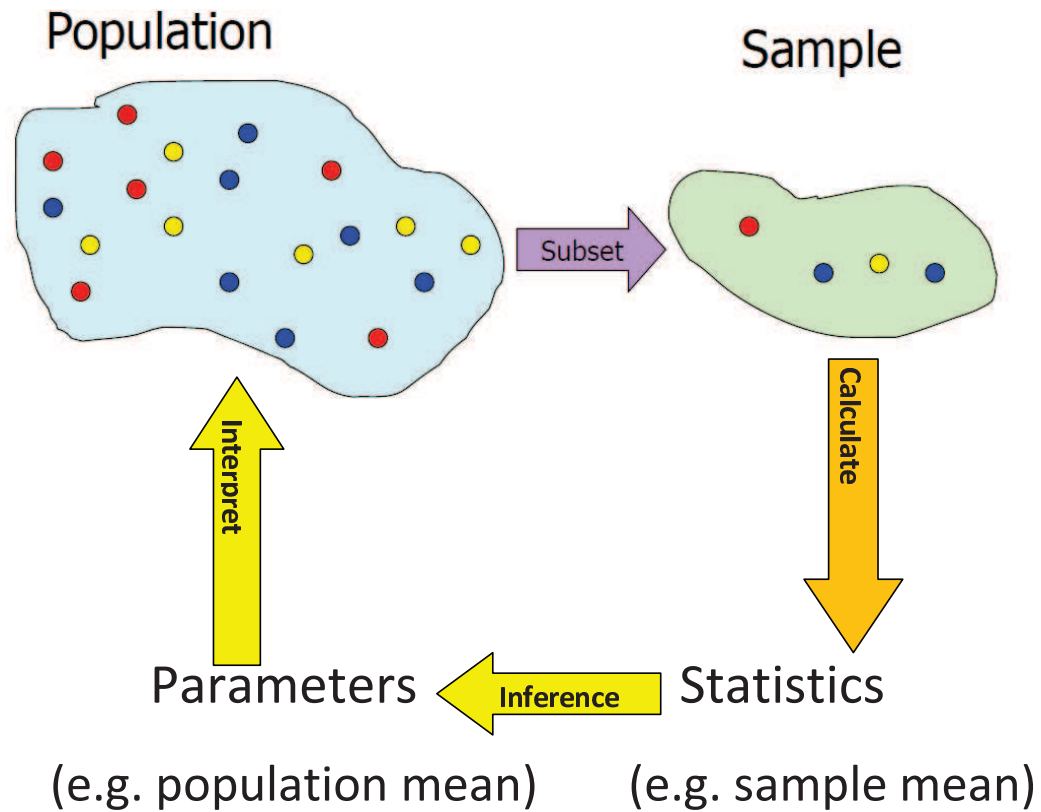 Population
Sample
Subset
Calculate
Interpret
Parameters
Inference
Statistics
(e.g. population mean)
(e.g. sample mean)